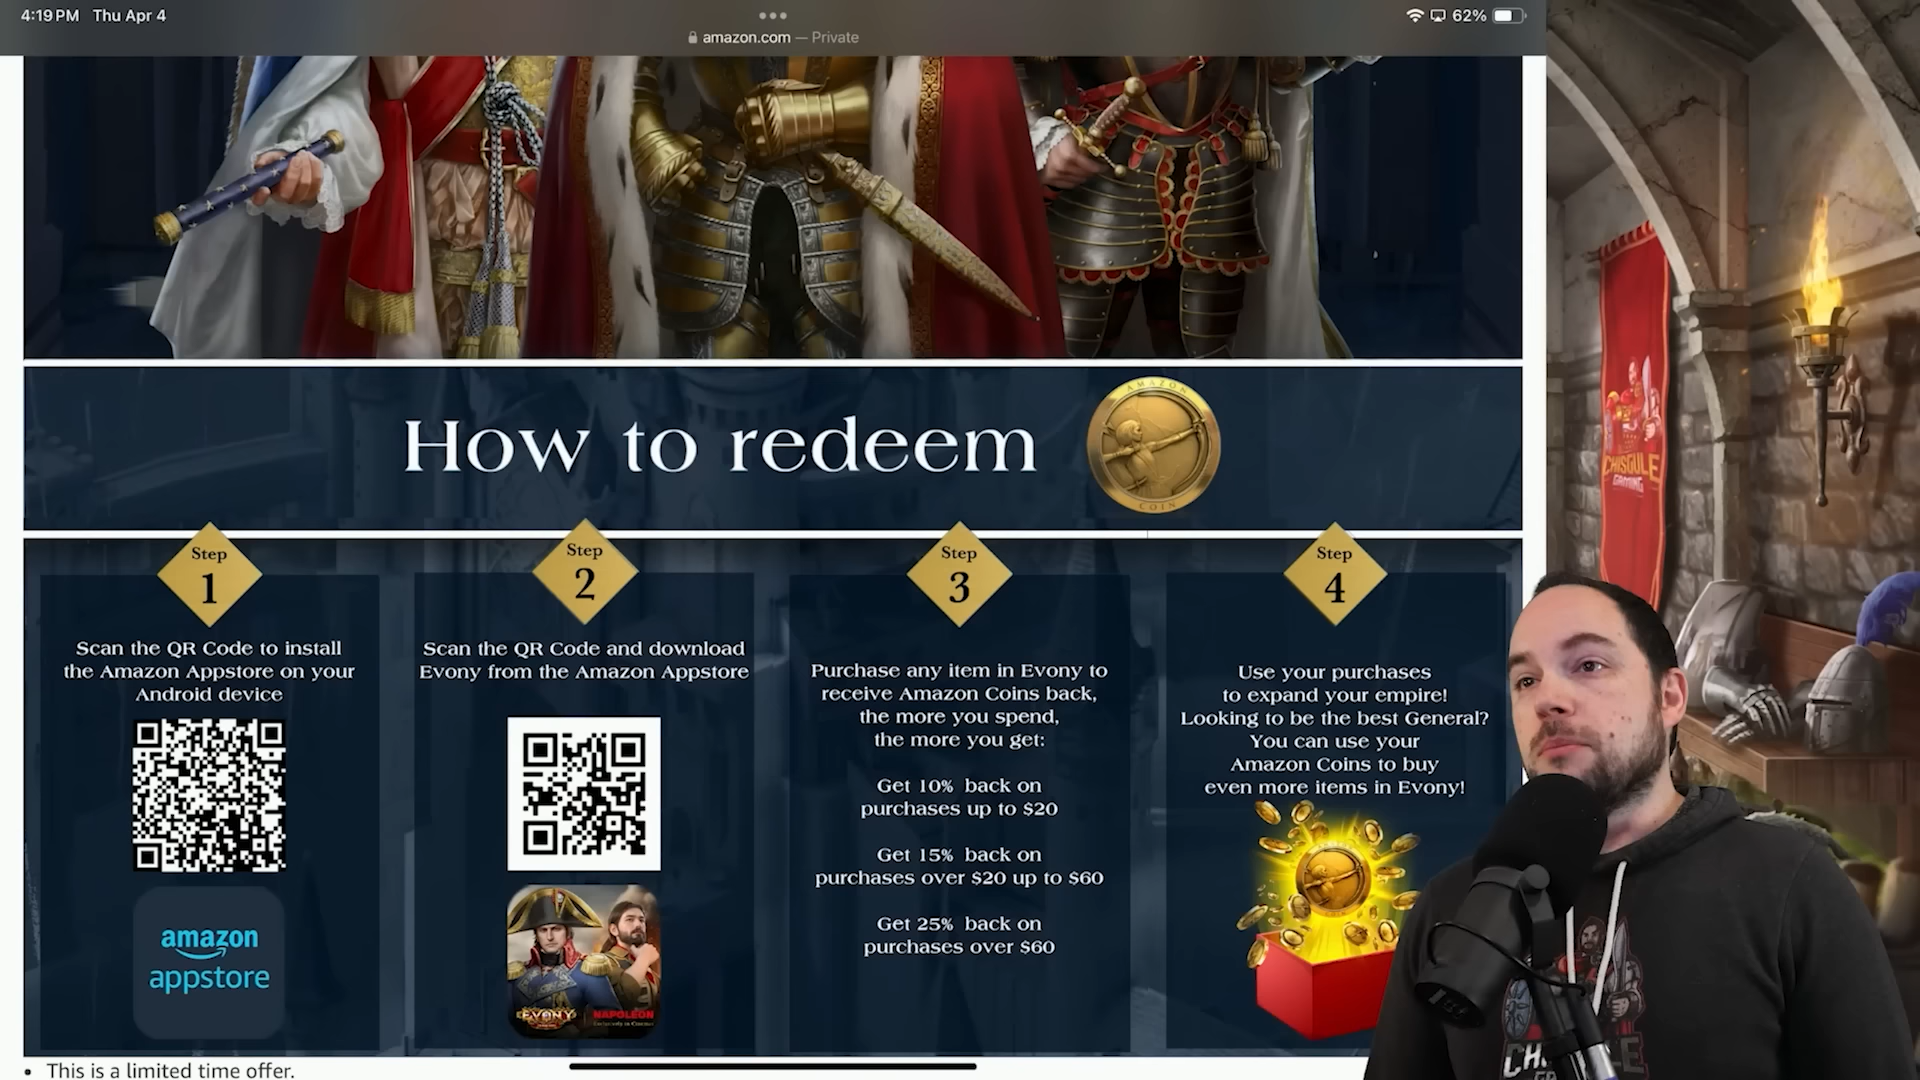 4:19 PM Thu Apr 4
62%
amazon.com — Private
How to redeem
AMAZON
COIN
Step
1
Scan the QR Code to install
the Amazon Appstore on your
Android device
amazon
appstore
Step
2
Scan the QR Code and download
Evony from the Amazon Appstore
EVONY
NAPOLEON
Step
3
Purchase any item in Evony to
receive Amazon Coins back,
the more you spend,
the more you get:
Get 10% back on
purchases up to $20
Get 15% back on
purchases over $20 up to $60
Get 25% back on
purchases over $60
Step
4
Use your purchases
to expand your empire!
Looking to be the best General?
You can use your
Amazon Coins to buy
even more items in Evony!
• This is a limited time offer.
CHISGULE
GAMING